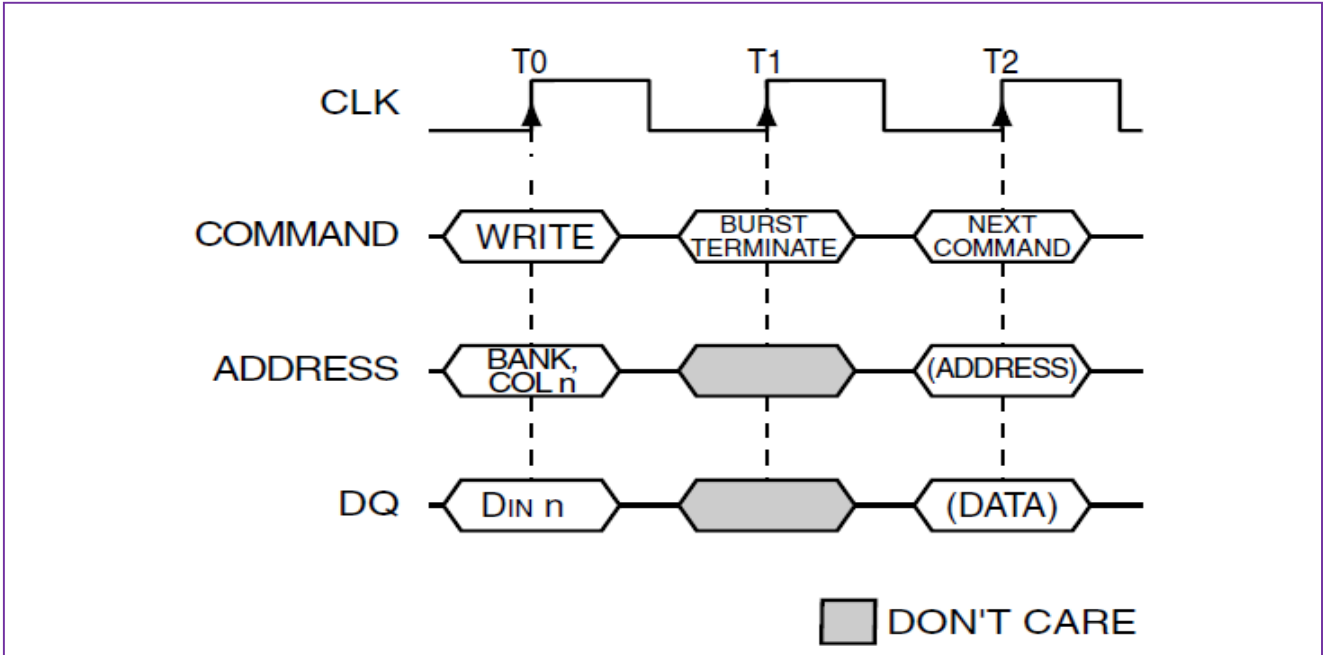 T0 T1 T2
CLK
COMMAND WRITE BURST TERMINATE NEXT COMMAND
ADDRESS BANK, COL n (ADDRESS)
DQ DIN n (DATA)
DON'T CARE